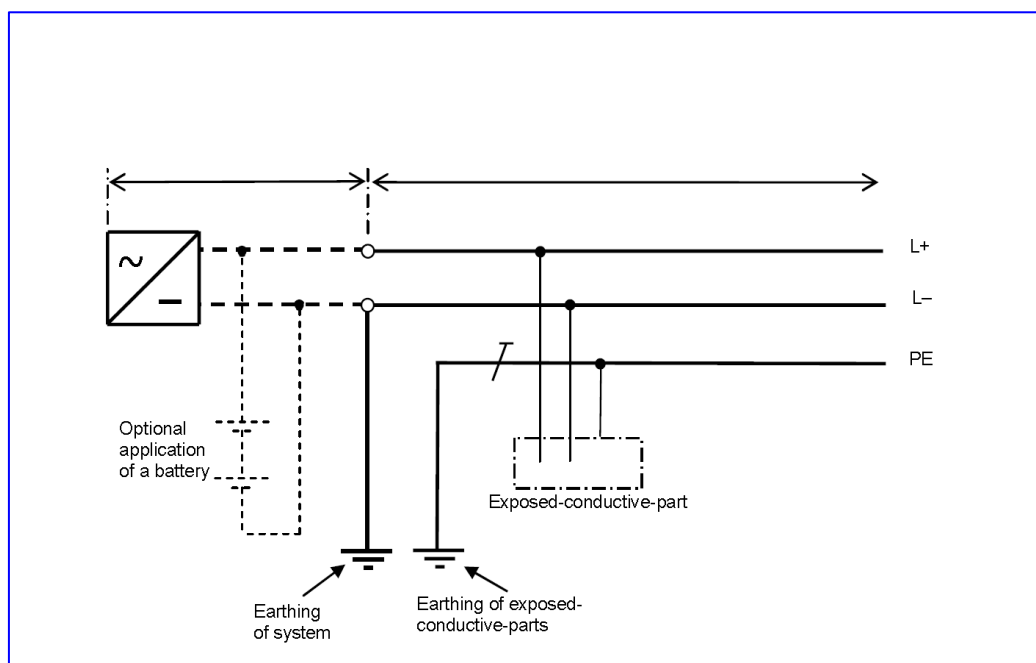 L+
L–
PE
Optional
application
of a battery
Exposed-conductive-part
Earthing
of system
Earthing of exposed-
conductive-parts